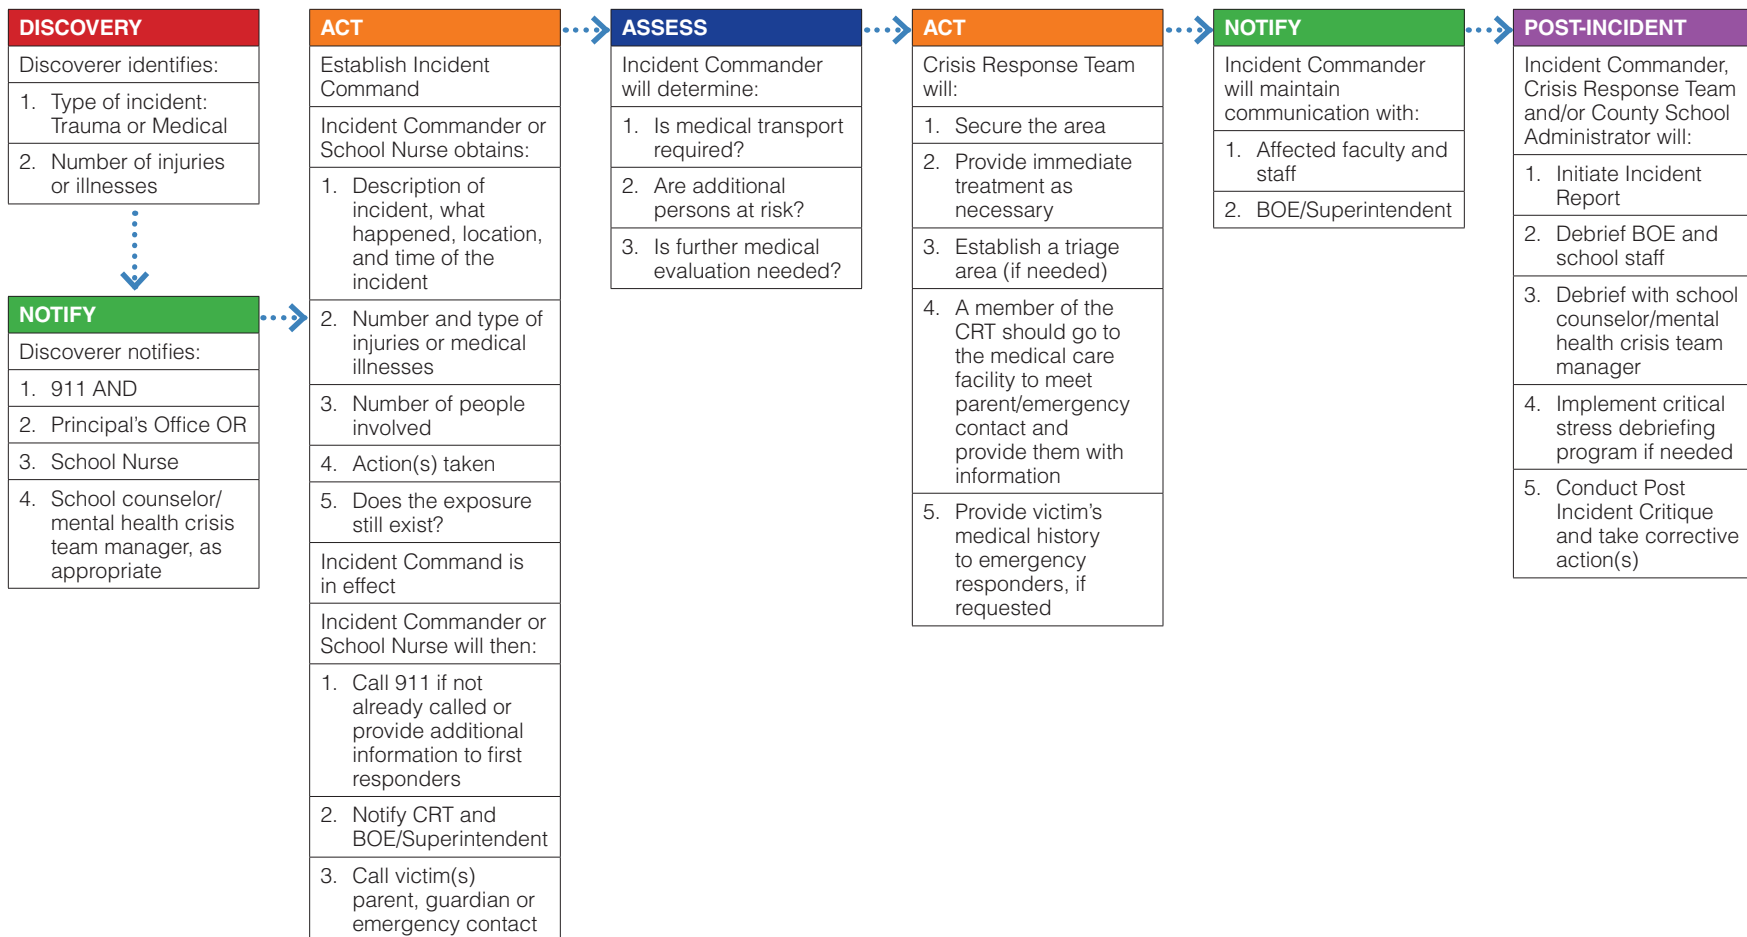 DISCOVERY
Discoverer identifies:
1. Type of incident:
Trauma or Medical
2. Number of injuries
or illnesses
NOTIFY
Discoverer notifies:
1. 911 AND
2. Principal's Office OR
3. School Nurse
4. School counselor/
mental health crisis
team manager, as
appropriate
ACT
Establish Incident
Command
Incident Commander or
School Nurse obtains:
1. Description of
incident, what
happened, location,
and time of the
incident
2. Number and type of
injuries or medical
illnesses
3. Number of people
involved
4. Action(s) taken
5. Does the exposure
still exist?
Incident Command is
in effect
Incident Commander or
School Nurse will then:
1. Call 911 if not
already called or
provide additional
information to first
responders
2. Notify CRT and
BOE/Superintendent
3. Call victim(s)
parent, guardian or
emergency contact
ASSESS
Incident Commander
will determine:
1. Is medical transport
required?
2. Are additional
persons at risk?
3. Is further medical
evaluation needed?
ACT
Crisis Response Team
will:
1. Secure the area
2. Provide immediate
treatment as
necessary
3. Establish a triage
area (if needed)
4. A member of the
CRT should go to
the medical care
facility to meet
parent/emergency
contact and
provide them with
information
5. Provide victim's
medical history
to emergency
responders, if
requested
NOTIFY
Incident Commander
will maintain
communication with:
1. Affected faculty and
staff
2. BOE/Superintendent
POST-INCIDENT
Incident Commander,
Crisis Response Team
and/or County School
Administrator will:
1. Initiate Incident
Report
2. Debrief BOE and
school staff
3. Debrief with school
counselor/mental
health crisis team
manager
4. Implement critical
stress debriefing
program if needed
5. Conduct Post
Incident Critique
and take corrective
action(s)